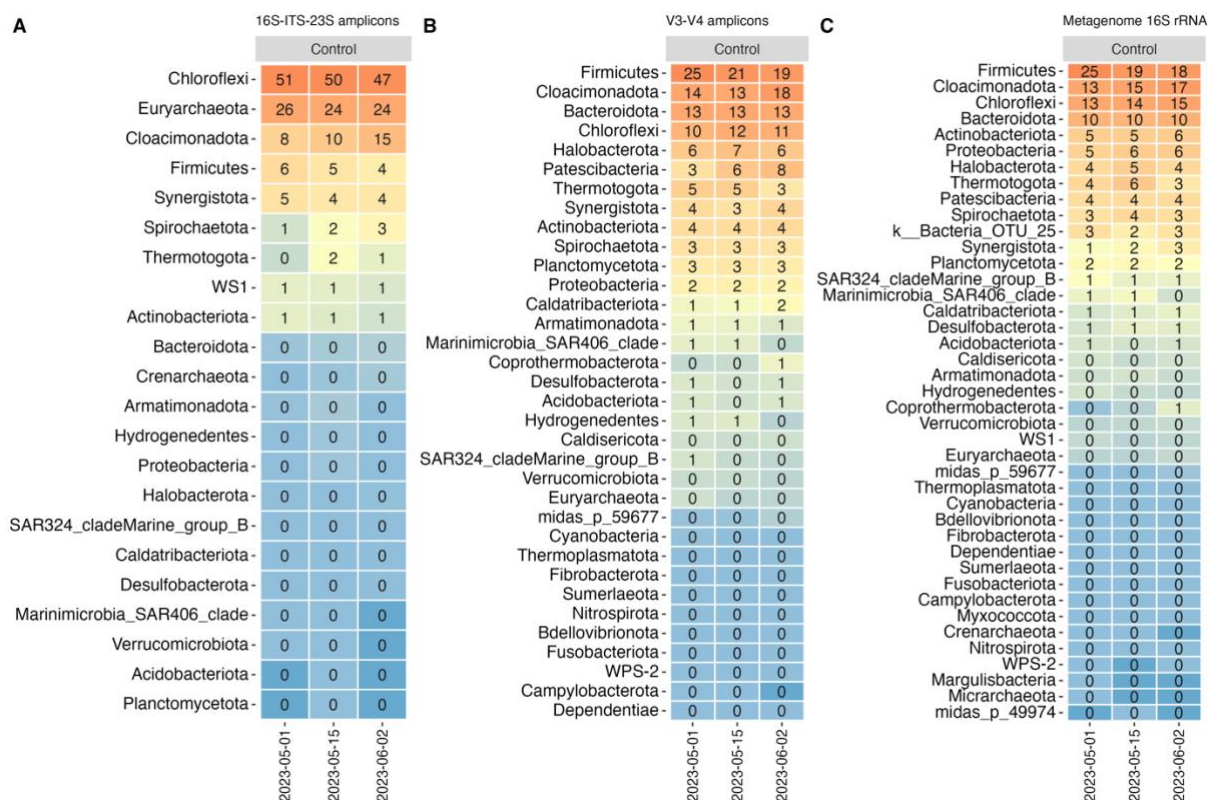 A
16S-ITS-23S amplicons
Control
Chloroflexi 51 50 47
Euryarchaeota 26 24 24
Cloacimonadota 8 10 15
Firmicutes 6 5 4
Synergistota 5 4 4
Spirochaetota 1 2 3
Thermotogota 0 2 1
WS1 1 1 1
Actinobacteriota 1 1 1
Bacteroidota 0 0 0
Crenarchaeota 0 0 0
Armatimonadota 0 0 0
Hydrogenedentes 0 0 0
Proteobacteria 0 0 0
Halobacterota 0 0 0
SAR324_cladeMarine_group_B 0 0 0
Caldatribacteriota 0 0 0
Desulfobacterota 0 0 0
Marinimicrobia_SAR406_clade 0 0 0
Verrucomicrobiota 0 0 0
Acidobacteriota 0 0 0
Planctomycetota 0 0 0
2023-05-01 2023-05-15 2023-06-02
B
V3-V4 amplicons
Control
Firmicutes 25 21 19
Cloacimonadota 14 13 18
Bacteroidota 13 13 13
Chloroflexi 10 12 11
Halobacterota 6 7 6
Patescibacteria 3 6 8
Thermotogota 5 5 3
Synergistota 4 3 4
Actinobacteriota 4 4 4
Spirochaetota 3 3 3
Planctomycetota 3 3 3
Proteobacteria 2 2 2
Caldatribacteriota 1 1 2
Armatimonadota 1 1 1
Marinimicrobia_SAR406_clade 1 1 0
Coprothermobacterota 0 0 1
Desulfobacterota 1 0 1
Acidobacteriota 1 0 1
Hydrogenedentes 1 1 0
Caldisericota 0 0 0
SAR324_cladeMarine_group_B 1 0 0
Verrucomicrobiota 0 0 0
Euryarchaeota 0 0 0
midas_p_59677 0 0 0
Cyanobacteria 0 0 0
Thermoplasmatota 0 0 0
Fibrobacterota 0 0 0
Sumerlaeota 0 0 0
Nitrospirota 0 0 0
Bdellovibrionota 0 0 0
Fusobacteriota 0 0 0
WPS-2 0 0 0
Campylobacterota 0 0 0
Dependentiae 0 0 0
2023-05-01 2023-05-15 2023-06-02
C
Metagenome 16S rRNA
Control
Firmicutes 25 19 18
Cloacimonadota 13 15 17
Chloroflexi 13 14 15
Bacteroidota 10 10 10
Actinobacteriota 5 5 6
Proteobacteria 5 6 6
Halobacterota 4 5 4
Thermotogota 4 6 3
Patescibacteria 4 4 4
Spirochaetota 3 4 3
k__Bacteria_OTU_25 3 2 3
Synergistota 1 2 3
Planctomycetota 2 2 2
SAR324_cladeMarine_group_B 1 1 1
Marinimicrobia_SAR406_clade 1 1 0
Caldatribacteriota 1 1 1
Desulfobacterota 1 1 1
Acidobacteriota 1 0 1
Caldisericota 0 0 0
Armatimonadota 0 0 0
Hydrogenedentes 0 0 0
Coprothermobacterota 0 0 1
Verrucomicrobiota 0 0 0
WS1 0 0 0
Euryarchaeota 0 0 0
midas_p_59677 0 0 0
Thermoplasmatota 0 0 0
Cyanobacteria 0 0 0
Bdellovibrionota 0 0 0
Fibrobacterota 0 0 0
Dependentiae 0 0 0
Sumerlaeota 0 0 0
Fusobacteriota 0 0 0
Campylobacterota 0 0 0
Myxococcota 0 0 0
Crenarchaeota 0 0 0
Nitrospirota 0 0 0
WPS-2 0 0 0
Margulisbacteria 0 0 0
Micrarchaeota 0 0 0
midas_p_49974 0 0 0
2023-05-01 2023-05-15 2023-06-02